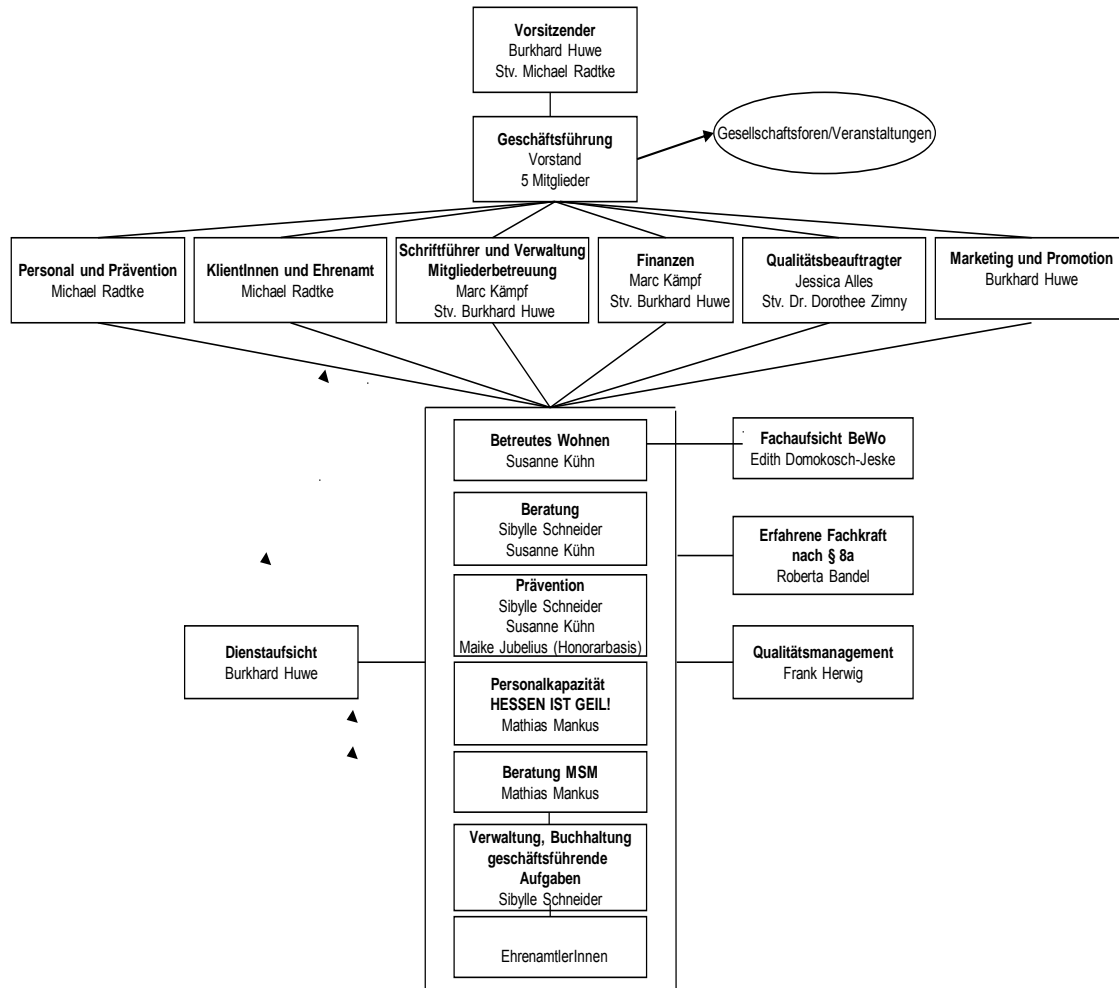 Vorsitzender
Burkhard Huwe
Stv. Michael Radtke
Geschäftsführung
Vorstand
5 Mitglieder
Gesellschaftsforen/Veranstaltungen
Personal und Prävention
Michael Radtke
KlientInnen und Ehrenamt
Michael Radtke
Schriftführer und Verwaltung
Mitgliederbetreuung
Marc Kämpf
Stv. Burkhard Huwe
Finanzen
Marc Kämpf
Stv. Burkhard Huwe
Qualitätsbeauftragter
Jessica Alles
Stv. Dr. Dorothee Zimny
Marketing und Promotion
Burkhard Huwe
Betreutes Wohnen
Susanne Kühn
Fachaufsicht BeWo
Edith Domokosch-Jeske
Beratung
Sibylle Schneider
Susanne Kühn
Erfahrene Fachkraft
nach § 8a
Roberta Bandel
Prävention
Sibylle Schneider
Susanne Kühn
Maike Jubelius (Honorarbasis)
Dienstaufsicht
Burkhard Huwe
Qualitätsmanagement
Frank Herwig
Personalkapazität
HESSEN IST GEIL!
Mathias Mankus
Beratung MSM
Mathias Mankus
Verwaltung, Buchhaltung
geschäftsführende
Aufgaben
Sibylle Schneider
EhrenamtlerInnen